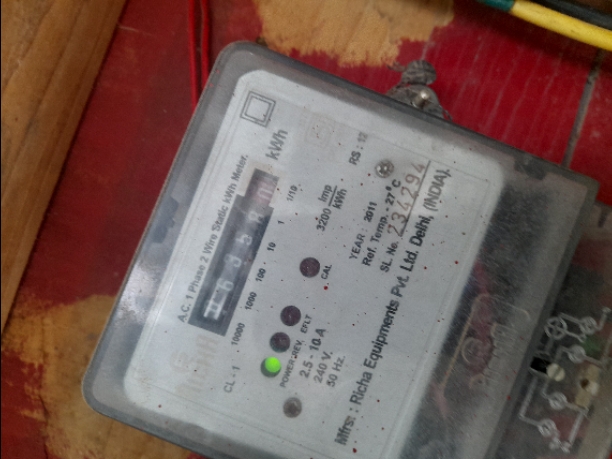 A.C. 1 Phase 2 Wire Static kWh Meter.
kWh
10000 1000 100 10 1 1/10
CL - 1
3200 Imp/kWh
RS : 12
CAL
POWER REV. EFLT
2.5 - 10 A
240 V.
50 Hz.
YEAR : 2011
Ref. Temp. - 27°C
SL. No. 234294
Mfrs : Richa Equipments Pvt. Ltd. Delhi, (INDIA).